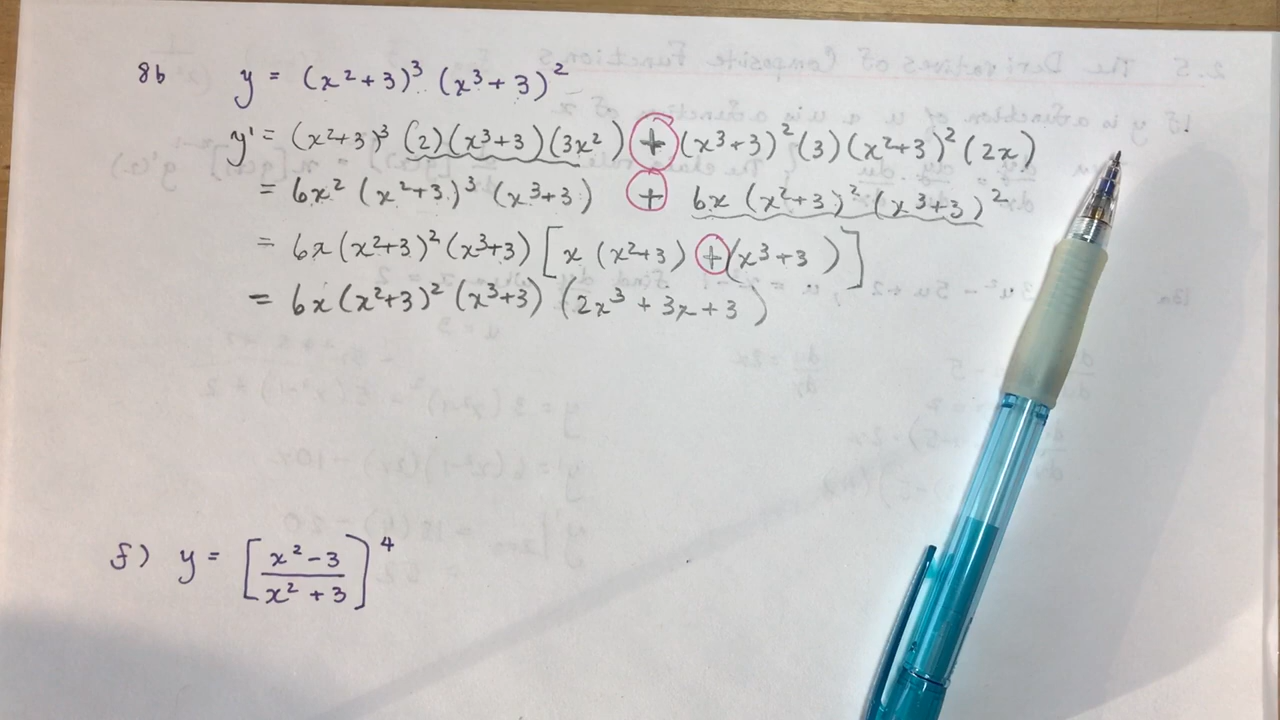 8b y = (x²+3)³ (x³+3)²
y' = (x²+3)³ (2)(x³+3)(3x²) + (x³+3)² (3)(x²+3)² (2x)
= 6x² (x²+3)³ (x³+3) + 6x (x²+3)² (x³+3)²
= 6x (x²+3)² (x³+3) [x (x²+3) + (x³+3)]
= 6x (x²+3)² (x³+3) (2x³ + 3x + 3)
f) y = [(x²-3)/(x²+3)]⁴